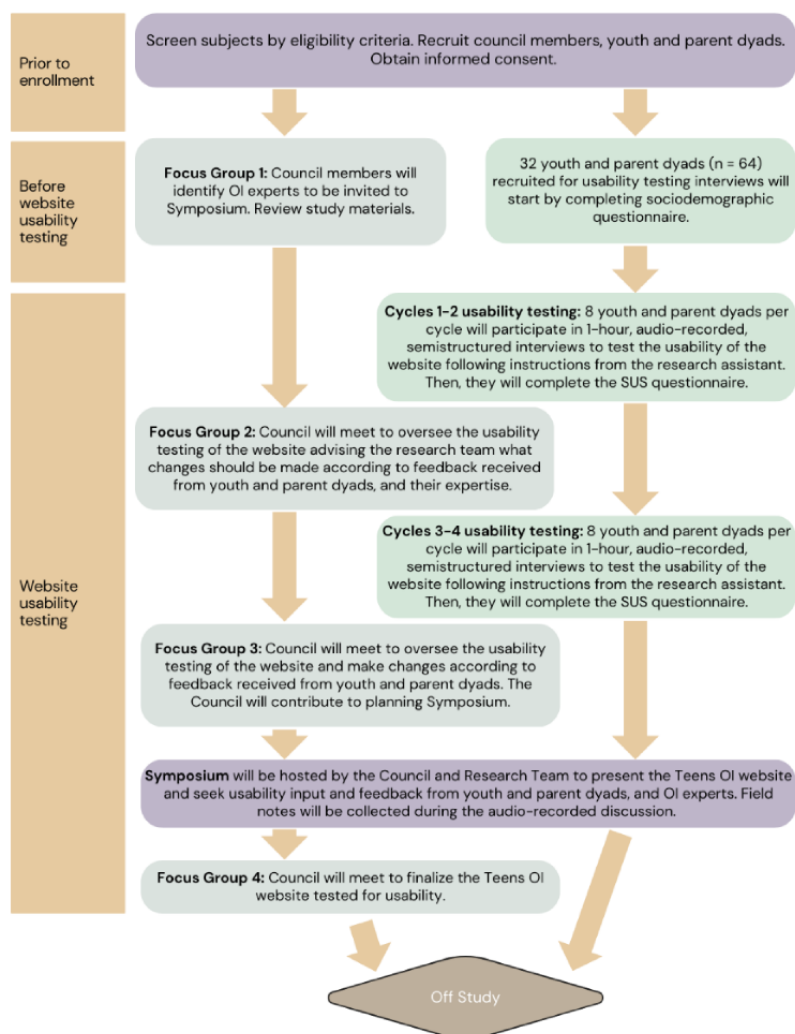 Prior to
enrollment
Screen subjects by eligibility criteria. Recruit council members, youth and parent dyads.
Obtain informed consent.
Before
website
usability
testing
Focus Group 1: Council members will
identify OI experts to be invited to
Symposium. Review study materials.
32 youth and parent dyads (n = 64)
recruited for usability testing interviews will
start by completing sociodemographic
questionnaire.
Website
usability
testing
Cycles 1-2 usability testing: 8 youth and parent dyads per
cycle will participate in 1-hour, audio-recorded,
semistructured interviews to test the usability of the
website following instructions from the research assistant.
Then, they will complete the SUS questionnaire.
Focus Group 2: Council will meet to oversee the usability
testing of the website advising the research team what
changes should be made according to feedback received
from youth and parent dyads, and their expertise.
Cycles 3-4 usability testing: 8 youth and parent dyads per
cycle will participate in 1-hour, audio-recorded,
semistructured interviews to test the usability of the
website following instructions from the research assistant.
Then, they will complete the SUS questionnaire.
Focus Group 3: Council will meet to oversee the usability
testing of the website and make changes according to
feedback received from youth and parent dyads. The
Council will contribute to planning Symposium.
Symposium will be hosted by the Council and Research Team to present the Teens OI website
and seek usability input and feedback from youth and parent dyads, and OI experts. Field
notes will be collected during the audio-recorded discussion.
Focus Group 4: Council will meet to finalize the Teens OI
website tested for usability.
Off Study